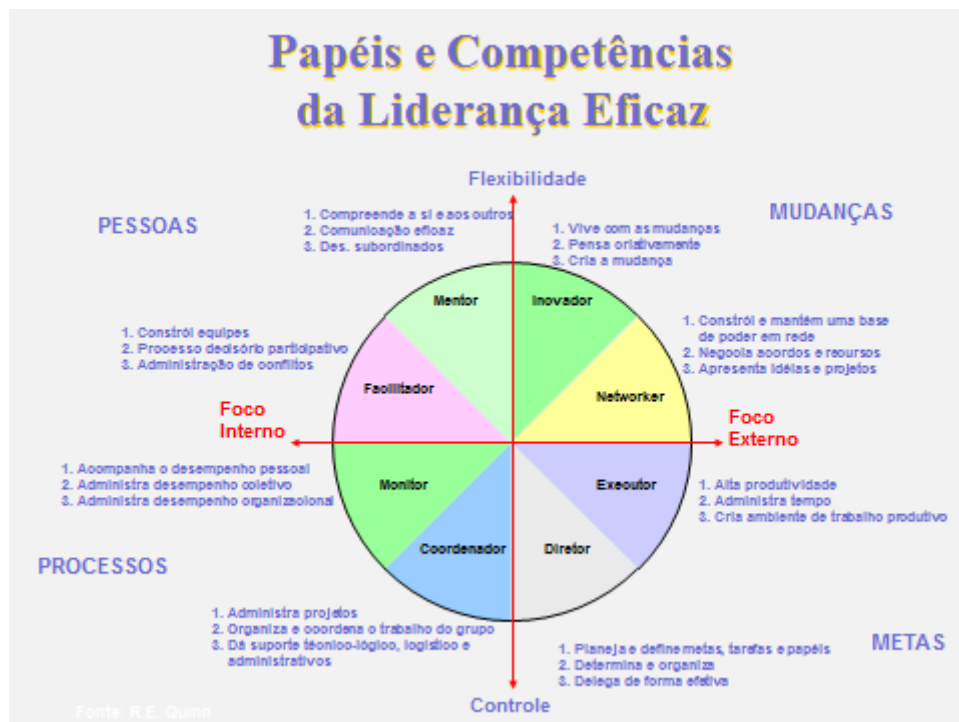 Papéis e Competências
da Liderança Eficaz
Flexibilidade
PESSOAS
1. Compreende a si e aos outros
2. Comunicação eficaz
3. Des. subordinados
MUDANÇAS
1. Vive com as mudanças
2. Pensa criativamente
3. Cria a mudança
Mentor
Inovador
1. Constrói equipes
2. Processo decisório participativo
3. Administração de conflitos
1. Constrói e mantém uma base
de poder em rede
2. Negocia acordos e recursos
3. Apresenta idéias e projetos
Facilitador
Networker
Foco
Interno
Foco
Externo
1. Acompanha o desempenho pessoal
2. Administra desempenho coletivo
3. Administra desempenho organizacional
Monitor
Executor
1. Alta produtividade
2. Administra tempo
3. Cria ambiente de trabalho produtivo
Coordenador
Diretor
PROCESSOS
1. Administra projetos
2. Organiza e coordena o trabalho do grupo
3. Dá suporte técnico-lógico, logístico e
administrativos
METAS
1. Planeja e define metas, tarefas e papéis
2. Determina e organiza
3. Delega de forma efetiva
Controle
Fonte: R.E. Quinn